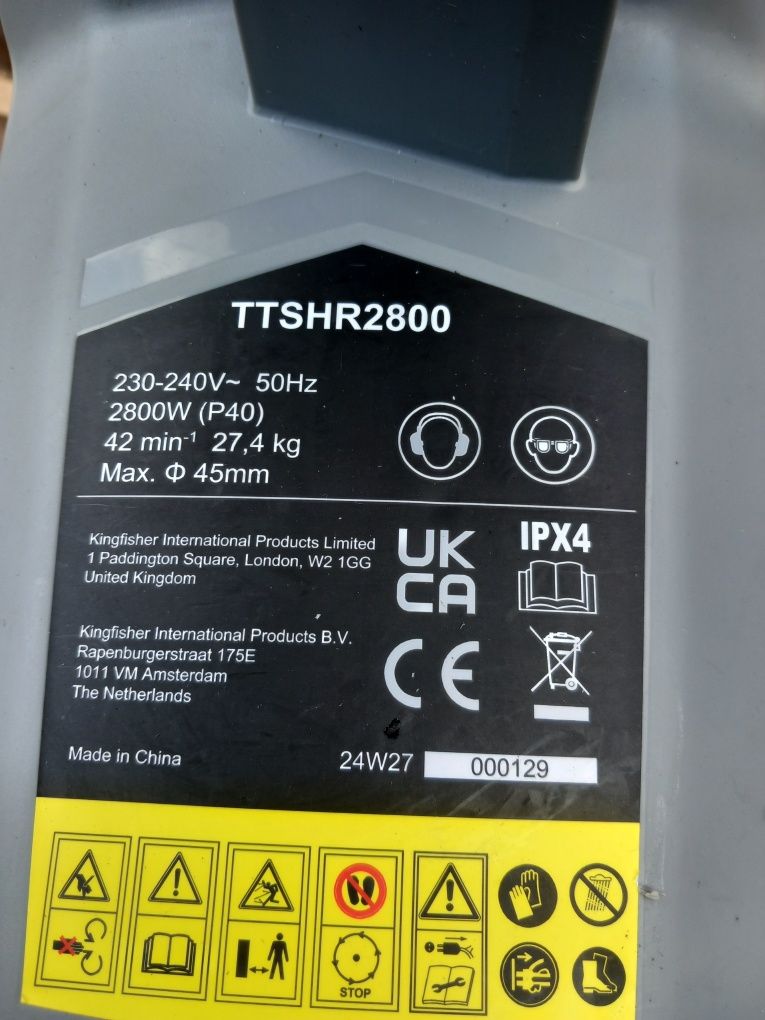 TTSHR2800
230-240V~ 50Hz
2800W (P40)
42 min⁻¹ 27,4 kg
Max. Φ 45mm
Kingfisher International Products Limited
1 Paddington Square, London, W2 1GG
United Kingdom
UK
CA
IPX4
Kingfisher International Products B.V.
Rapenburgerstraat 175E
1011 VM Amsterdam
The Netherlands
CE
Made in China
24W27 000129
STOP